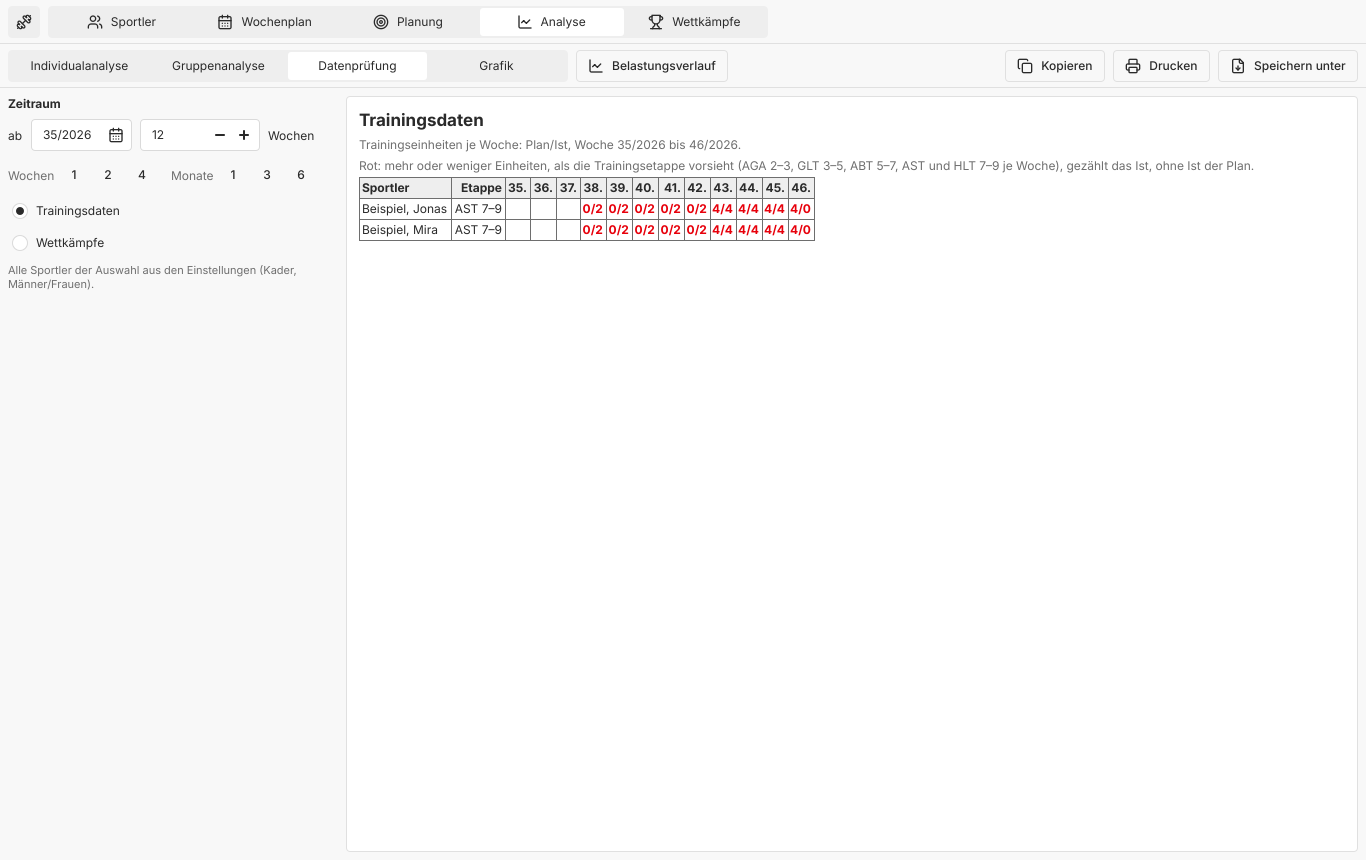 Sportler
Wochenplan
Planung
Analyse
Wettkämpfe
Individualanalyse
Gruppenanalyse
Datenprüfung
Grafik
Belastungsverlauf
Kopieren
Drucken
Speichern unter
Zeitraum
ab 35/2026 12 Wochen
Wochen 1 2 4 Monate 1 3 6
Trainingsdaten
Wettkämpfe
Alle Sportler der Auswahl aus den Einstellungen (Kader,
Männer/Frauen).
Trainingsdaten
Trainingseinheiten je Woche: Plan/Ist, Woche 35/2026 bis 46/2026.
Rot: mehr oder weniger Einheiten, als die Trainingsetappe vorsieht (AGA 2–3, GLT 3–5, ABT 5–7, AST und HLT 7–9 je Woche), gezählt das Ist, ohne Ist der Plan.
Sportler Etappe 35. 36. 37. 38. 39. 40. 41. 42. 43. 44. 45. 46.
Beispiel, Jonas AST 7–9 0/2 0/2 0/2 0/2 0/2 4/4 4/4 4/4 4/0
Beispiel, Mira AST 7–9 0/2 0/2 0/2 0/2 0/2 4/4 4/4 4/4 4/0